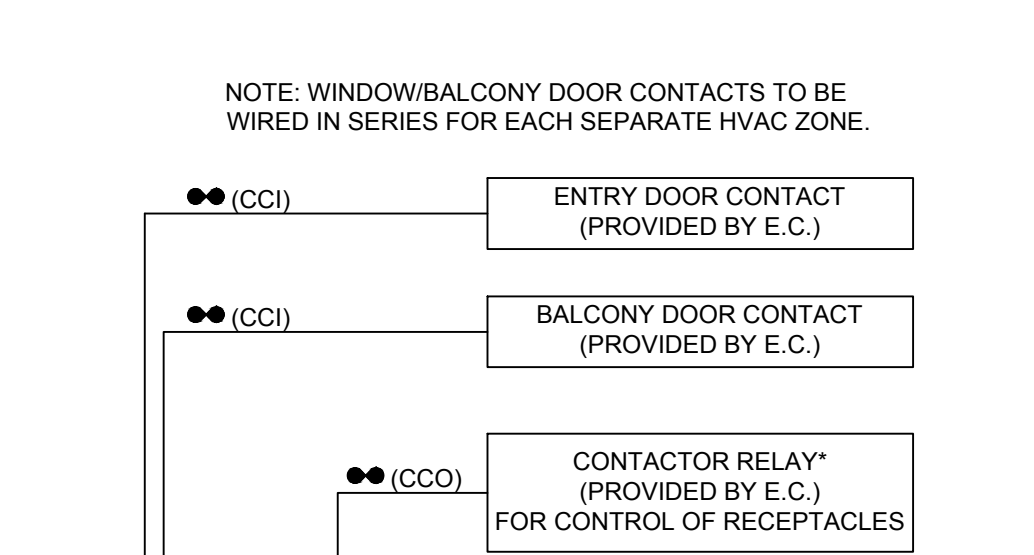 NOTE: WINDOW/BALCONY DOOR CONTACTS TO BE
WIRED IN SERIES FOR EACH SEPARATE HVAC ZONE.
(CCI)
ENTRY DOOR CONTACT
(PROVIDED BY E.C.)
(CCI)
BALCONY DOOR CONTACT
(PROVIDED BY E.C.)
(CCO)
CONTACTOR RELAY*
(PROVIDED BY E.C.)
FOR CONTROL OF RECEPTACLES